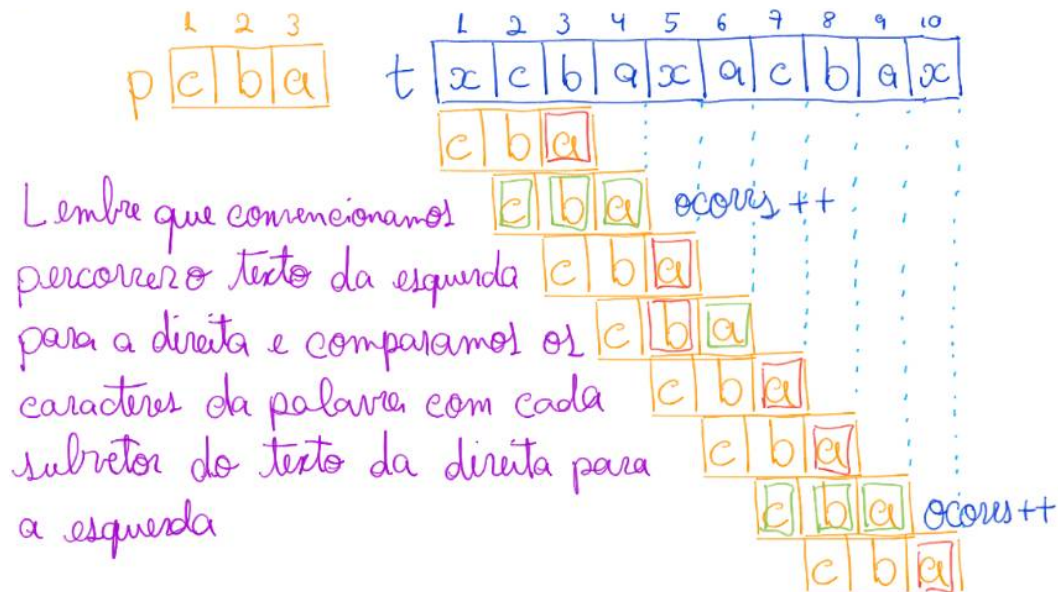 1 2 3
p c b a
1 2 3 4 5 6 7 8 9 10
t x c b a x a c b a x
c b a
c b a ocorrs ++
c b a
c b a
c b a
c b a
c b a ocorrs ++
c b a
Lembre que convencionamos
percorrer o texto da esquerda
para a direita e comparamos os
caracteres da palavra com cada
subvetor do texto da direita para
a esquerda